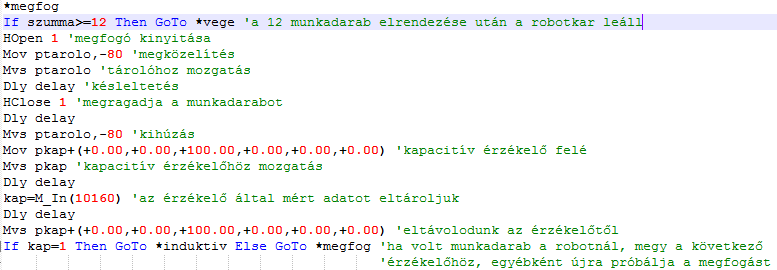 *megfog
If szumma>=12 Then GoTo *vege 'a 12 munkadarab elrendezése után a robotkar leáll
HOpen 1 'megfogó kinyitása
Mov ptarolo,-80 'megközelítés
Mvs ptarolo 'tárolóhoz mozgatás
Dly delay 'késleltetés
HClose 1 'megragadja a munkadarabot
Dly delay
Mvs ptarolo,-80 'kihúzás
Mov pkap+(+0.00,+0.00,+100.00,+0.00,+0.00,+0.00) 'kapacitív érzékelő felé
Mvs pkap 'kapacitív érzékelőhöz mozgatás
Dly delay
kap=M_In(10160) 'az érzékelő által mért adatot eltároljuk
Dly delay
Mvs pkap+(+0.00,+0.00,+100.00,+0.00,+0.00,+0.00) 'eltávolodunk az érzékelőtől
If kap=1 Then GoTo *induktiv Else GoTo *megfog 'ha volt munkadarab a robotnál, megy a következő
'érzékelőhöz, egyébként újra próbálja a megfogást